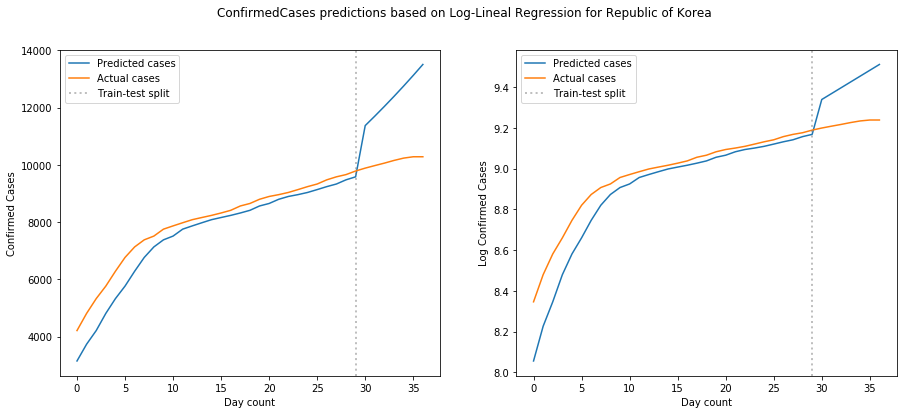 ConfirmedCases predictions based on Log-Lineal Regression for Republic of Korea
14000
12000
10000
8000
6000
4000
Confirmed Cases
Predicted cases
Actual cases
Train-test split
0 5 10 15 20 25 30 35
Day count
9.4
9.2
9.0
8.8
8.6
8.4
8.2
8.0
Log Confirmed Cases
Predicted cases
Actual cases
Train-test split
0 5 10 15 20 25 30 35
Day count